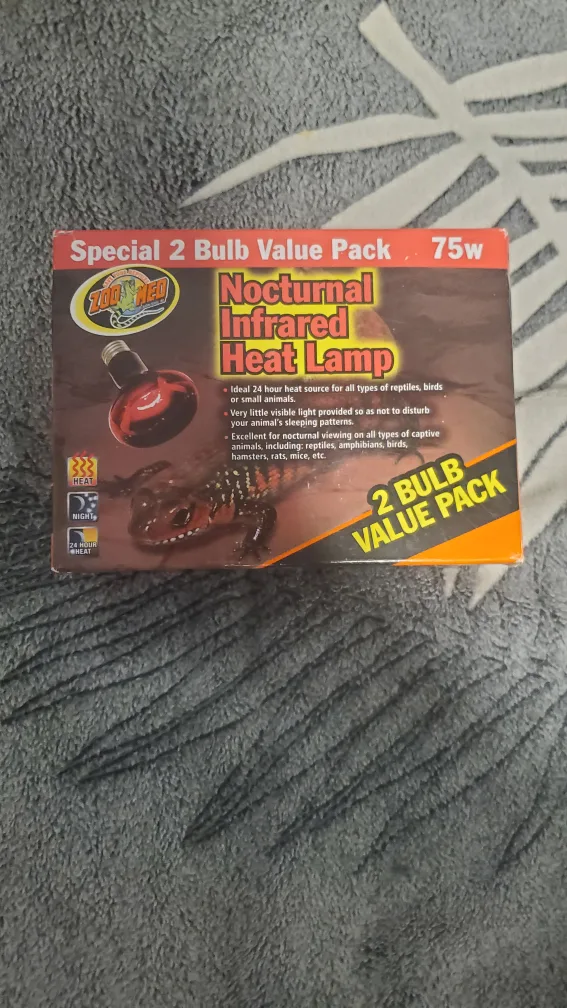 Special 2 Bulb Value Pack 75w
ZOO MED
Nocturnal
Infrared
Heat Lamp
• Ideal 24 hour heat source for all types of reptiles, birds
or small animals.
• Very little visible light provided so as not to disturb
your animal's sleeping patterns.
• Excellent for nocturnal viewing on all types of captive
animals, including: reptiles, amphibians, birds,
hamsters, rats, mice, etc.
HEAT
NIGHT
24 HOUR
HEAT
2 BULB
VALUE PACK